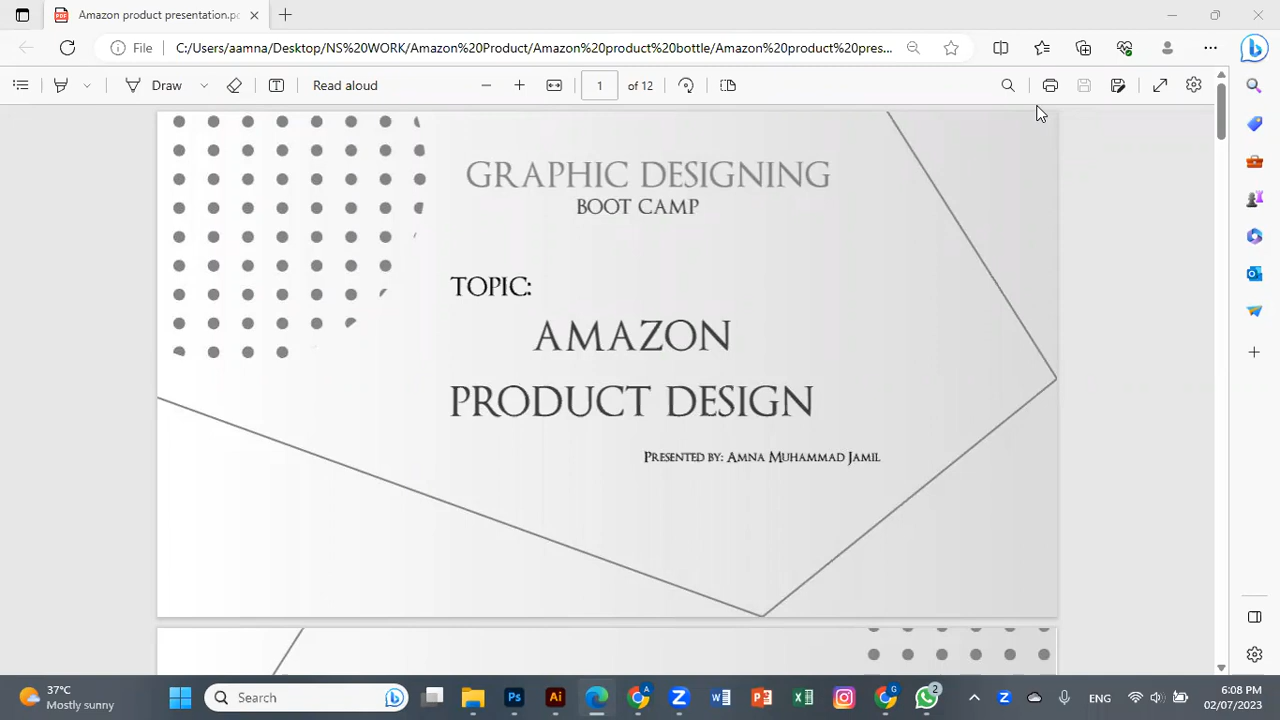 Amazon product presentation.pd
File
C:/Users/aamna/Desktop/NS%20WORK/Amazon%20Product/Amazon%20product%20bottle/Amazon%20product%20pres...
Draw
Read aloud
1 of 12
GRAPHIC DESIGNING
BOOT CAMP
TOPIC:
AMAZON
PRODUCT DESIGN
PRESENTED BY: AMNA MUHAMMAD JAMIL
37°C
Mostly sunny
Search
2
ENG
6:08 PM
02/07/2023